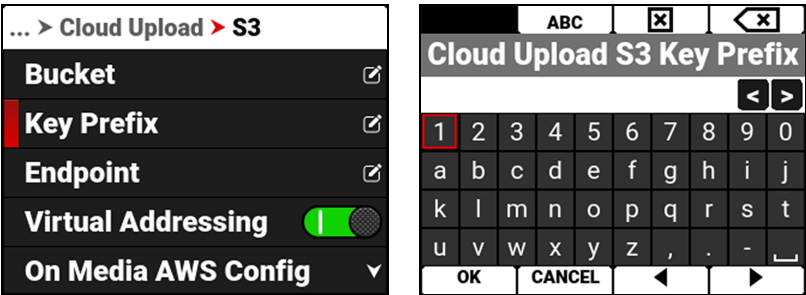 ... > Cloud Upload > S3
Bucket
Key Prefix
Endpoint
Virtual Addressing
On Media AWS Config
ABC
Cloud Upload S3 Key Prefix
< >
1 2 3 4 5 6 7 8 9 0
a b c d e f g h i j
k l m n o p q r s t
u v w x y z , . -
OK CANCEL